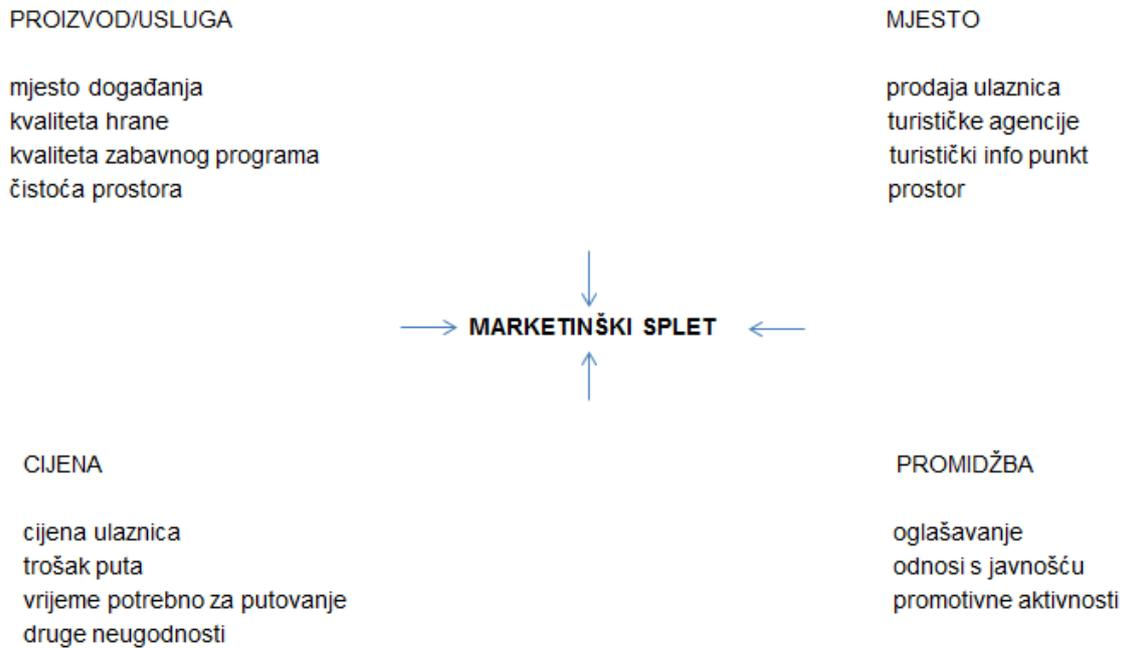 PROIZVOD/USLUGA
mjesto događanja
kvaliteta hrane
kvaliteta zabavnog programa
čistoća prostora
MJESTO
prodaja ulaznica
turističke agencije
turistički info punkt
prostor
MARKETINŠKI SPLET
CIJENA
cijena ulaznica
trošak puta
vrijeme potrebno za putovanje
druge neugodnosti
PROMIDŽBA
oglašavanje
odnosi s javnošću
promotivne aktivnosti